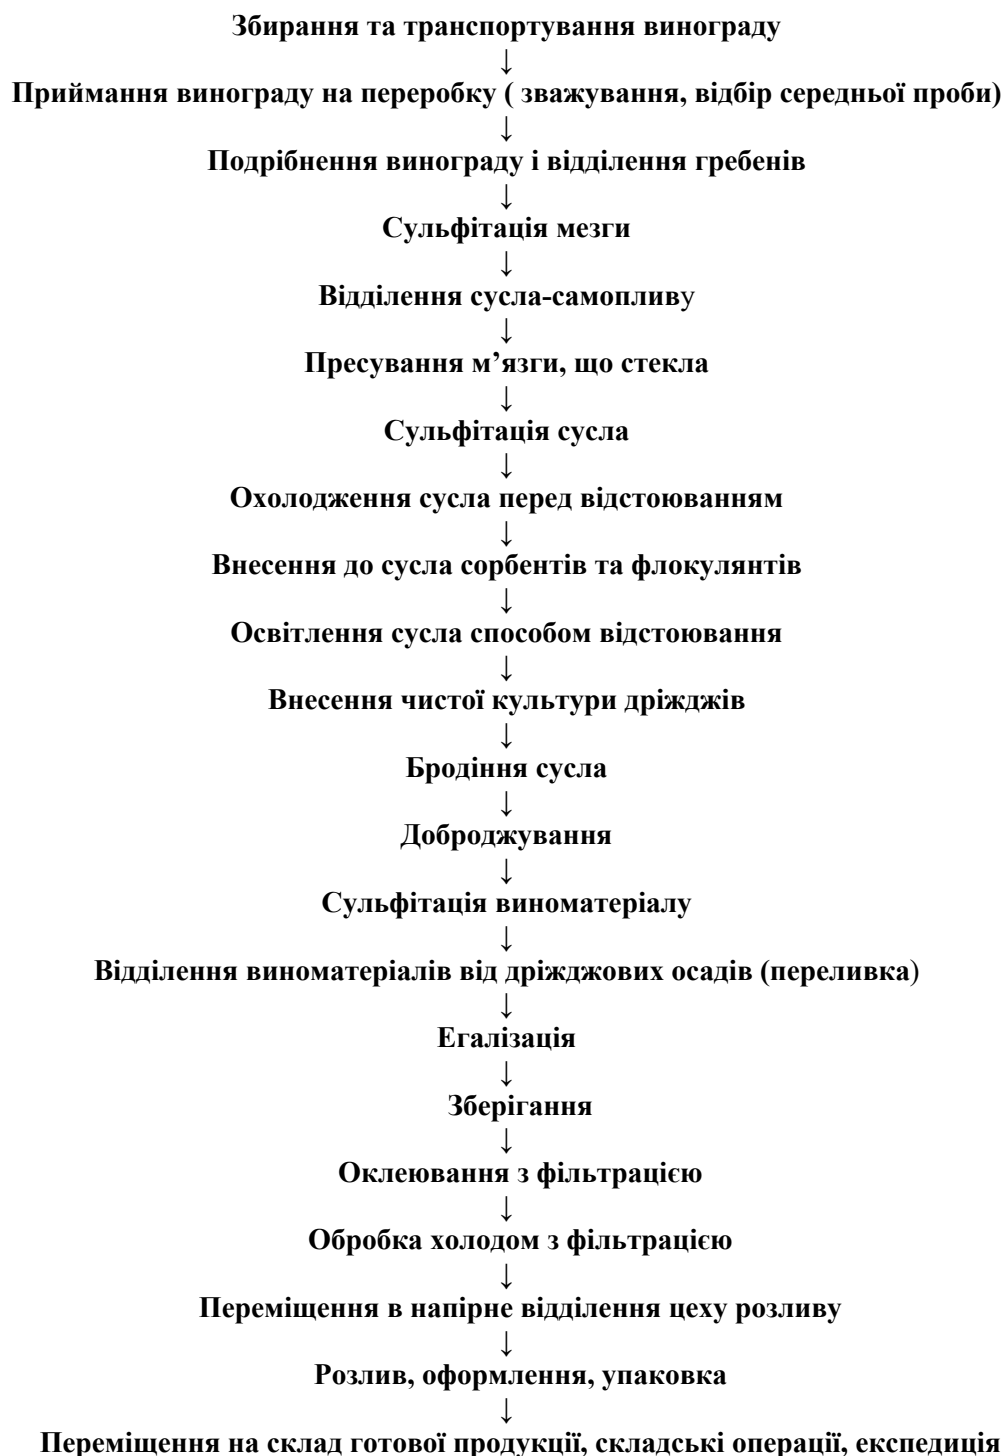 Збирання та транспортування винограду
↓
Приймання винограду на переробку ( зважування, відбір середньої проби)
↓
Подрібнення винограду і відділення гребенів
↓
Сульфітація мезги
↓
Відділення сусла-самопливу
↓
Пресування м’язги, що стекла
↓
Сульфітація сусла
↓
Охолодження сусла перед відстоюванням
↓
Внесення до сусла сорбентів та флокулянтів
↓
Освітлення сусла способом відстоювання
↓
Внесення чистої культури дріжджів
↓
Бродіння сусла
↓
Доброджування
↓
Сульфітація виноматеріалу
↓
Відділення виноматеріалів від дріжджових осадів (переливка)
↓
Егалізація
↓
Зберігання
↓
Оклеювання з фільтрацією
↓
Обробка холодом з фільтрацією
↓
Переміщення в напірне відділення цеху розливу
↓
Розлив, оформлення, упаковка
↓
Переміщення на склад готової продукції, складські операції, експедиція